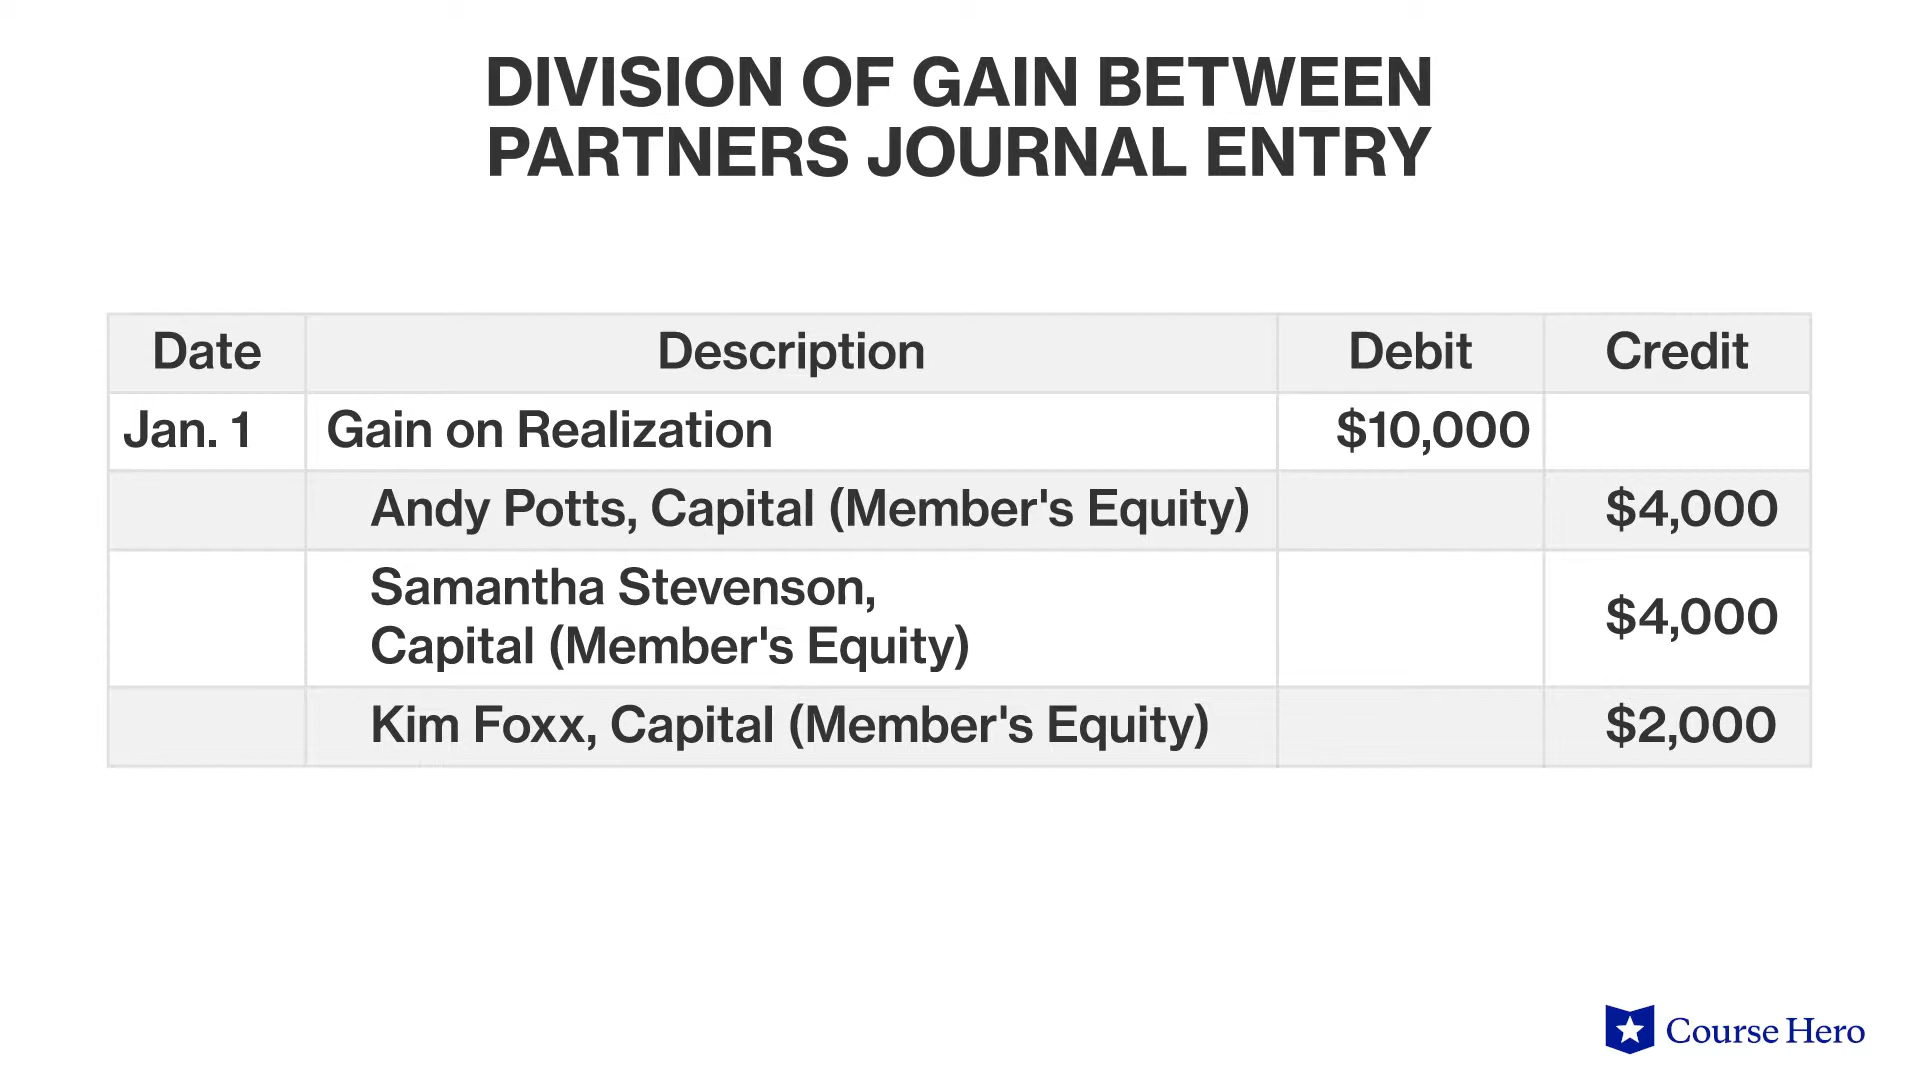 DIVISION OF GAIN BETWEEN
PARTNERS JOURNAL ENTRY
Date Description Debit Credit
Jan. 1 Gain on Realization $10,000
Andy Potts, Capital (Member's Equity) $4,000
Samantha Stevenson,
Capital (Member's Equity) $4,000
Kim Foxx, Capital (Member's Equity) $2,000
Course Hero